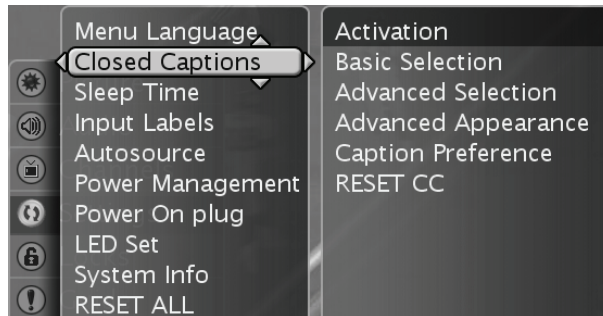 Menu Language
Closed Captions
Sleep Time
Input Labels
Autosource
Power Management
Power On plug
LED Set
System Info
RESET ALL
Activation
Basic Selection
Advanced Selection
Advanced Appearance
Caption Preference
RESET CC